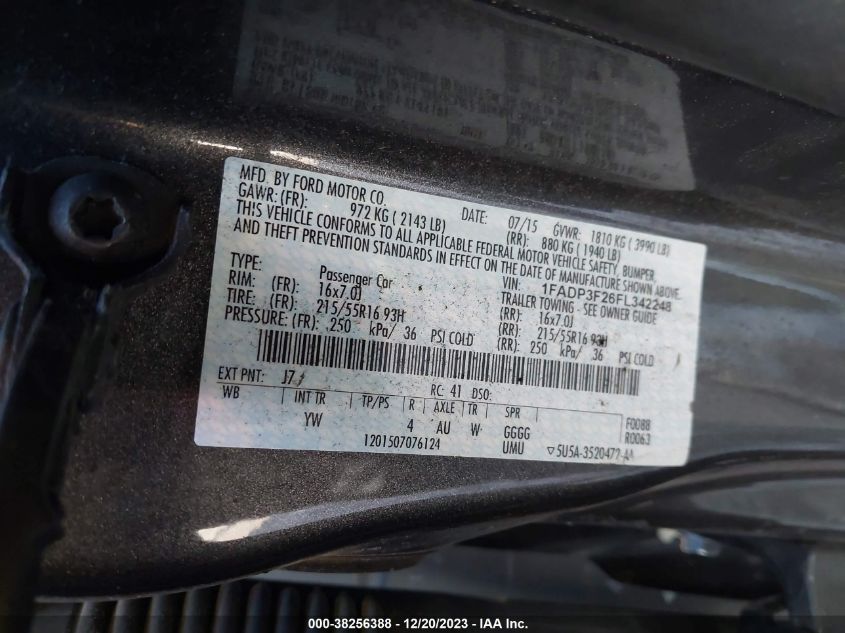 MFD. BY FORD MOTOR CO.
DATE: 07/15 GVWR: 1810 KG ( 3990 LB)
GAWR: (FR): 972 KG ( 2143 LB) (RR): 880 KG ( 1940 LB)
THIS VEHICLE CONFORMS TO ALL APPLICABLE FEDERAL MOTOR VEHICLE SAFETY, BUMPER,
AND THEFT PREVENTION STANDARDS IN EFFECT ON THE DATE OF MANUFACTURE SHOWN ABOVE.
VIN: 1FADP3F26FL342248
TYPE: Passenger Car TRAILER TOWING - SEE OWNER GUIDE
RIM: (FR): 16x7.0J (RR): 16x7.0J
TIRE: (FR): 215/55R16 93H (RR): 215/55R16 93H
PRESSURE: (FR): 250 kPa/ 36 PSI COLD (RR): 250 kPa/ 36 PSI COLD
EXT PNT: J7 RC: 41 DSO:
WB INT TR TP/PS R AXLE TR SPR F0088
YW 4 AU W GGGG R0063
1201507076124 UMU ▽5U5A-3520472-AA
000-38256388 - 12/20/2023 - IAA Inc.